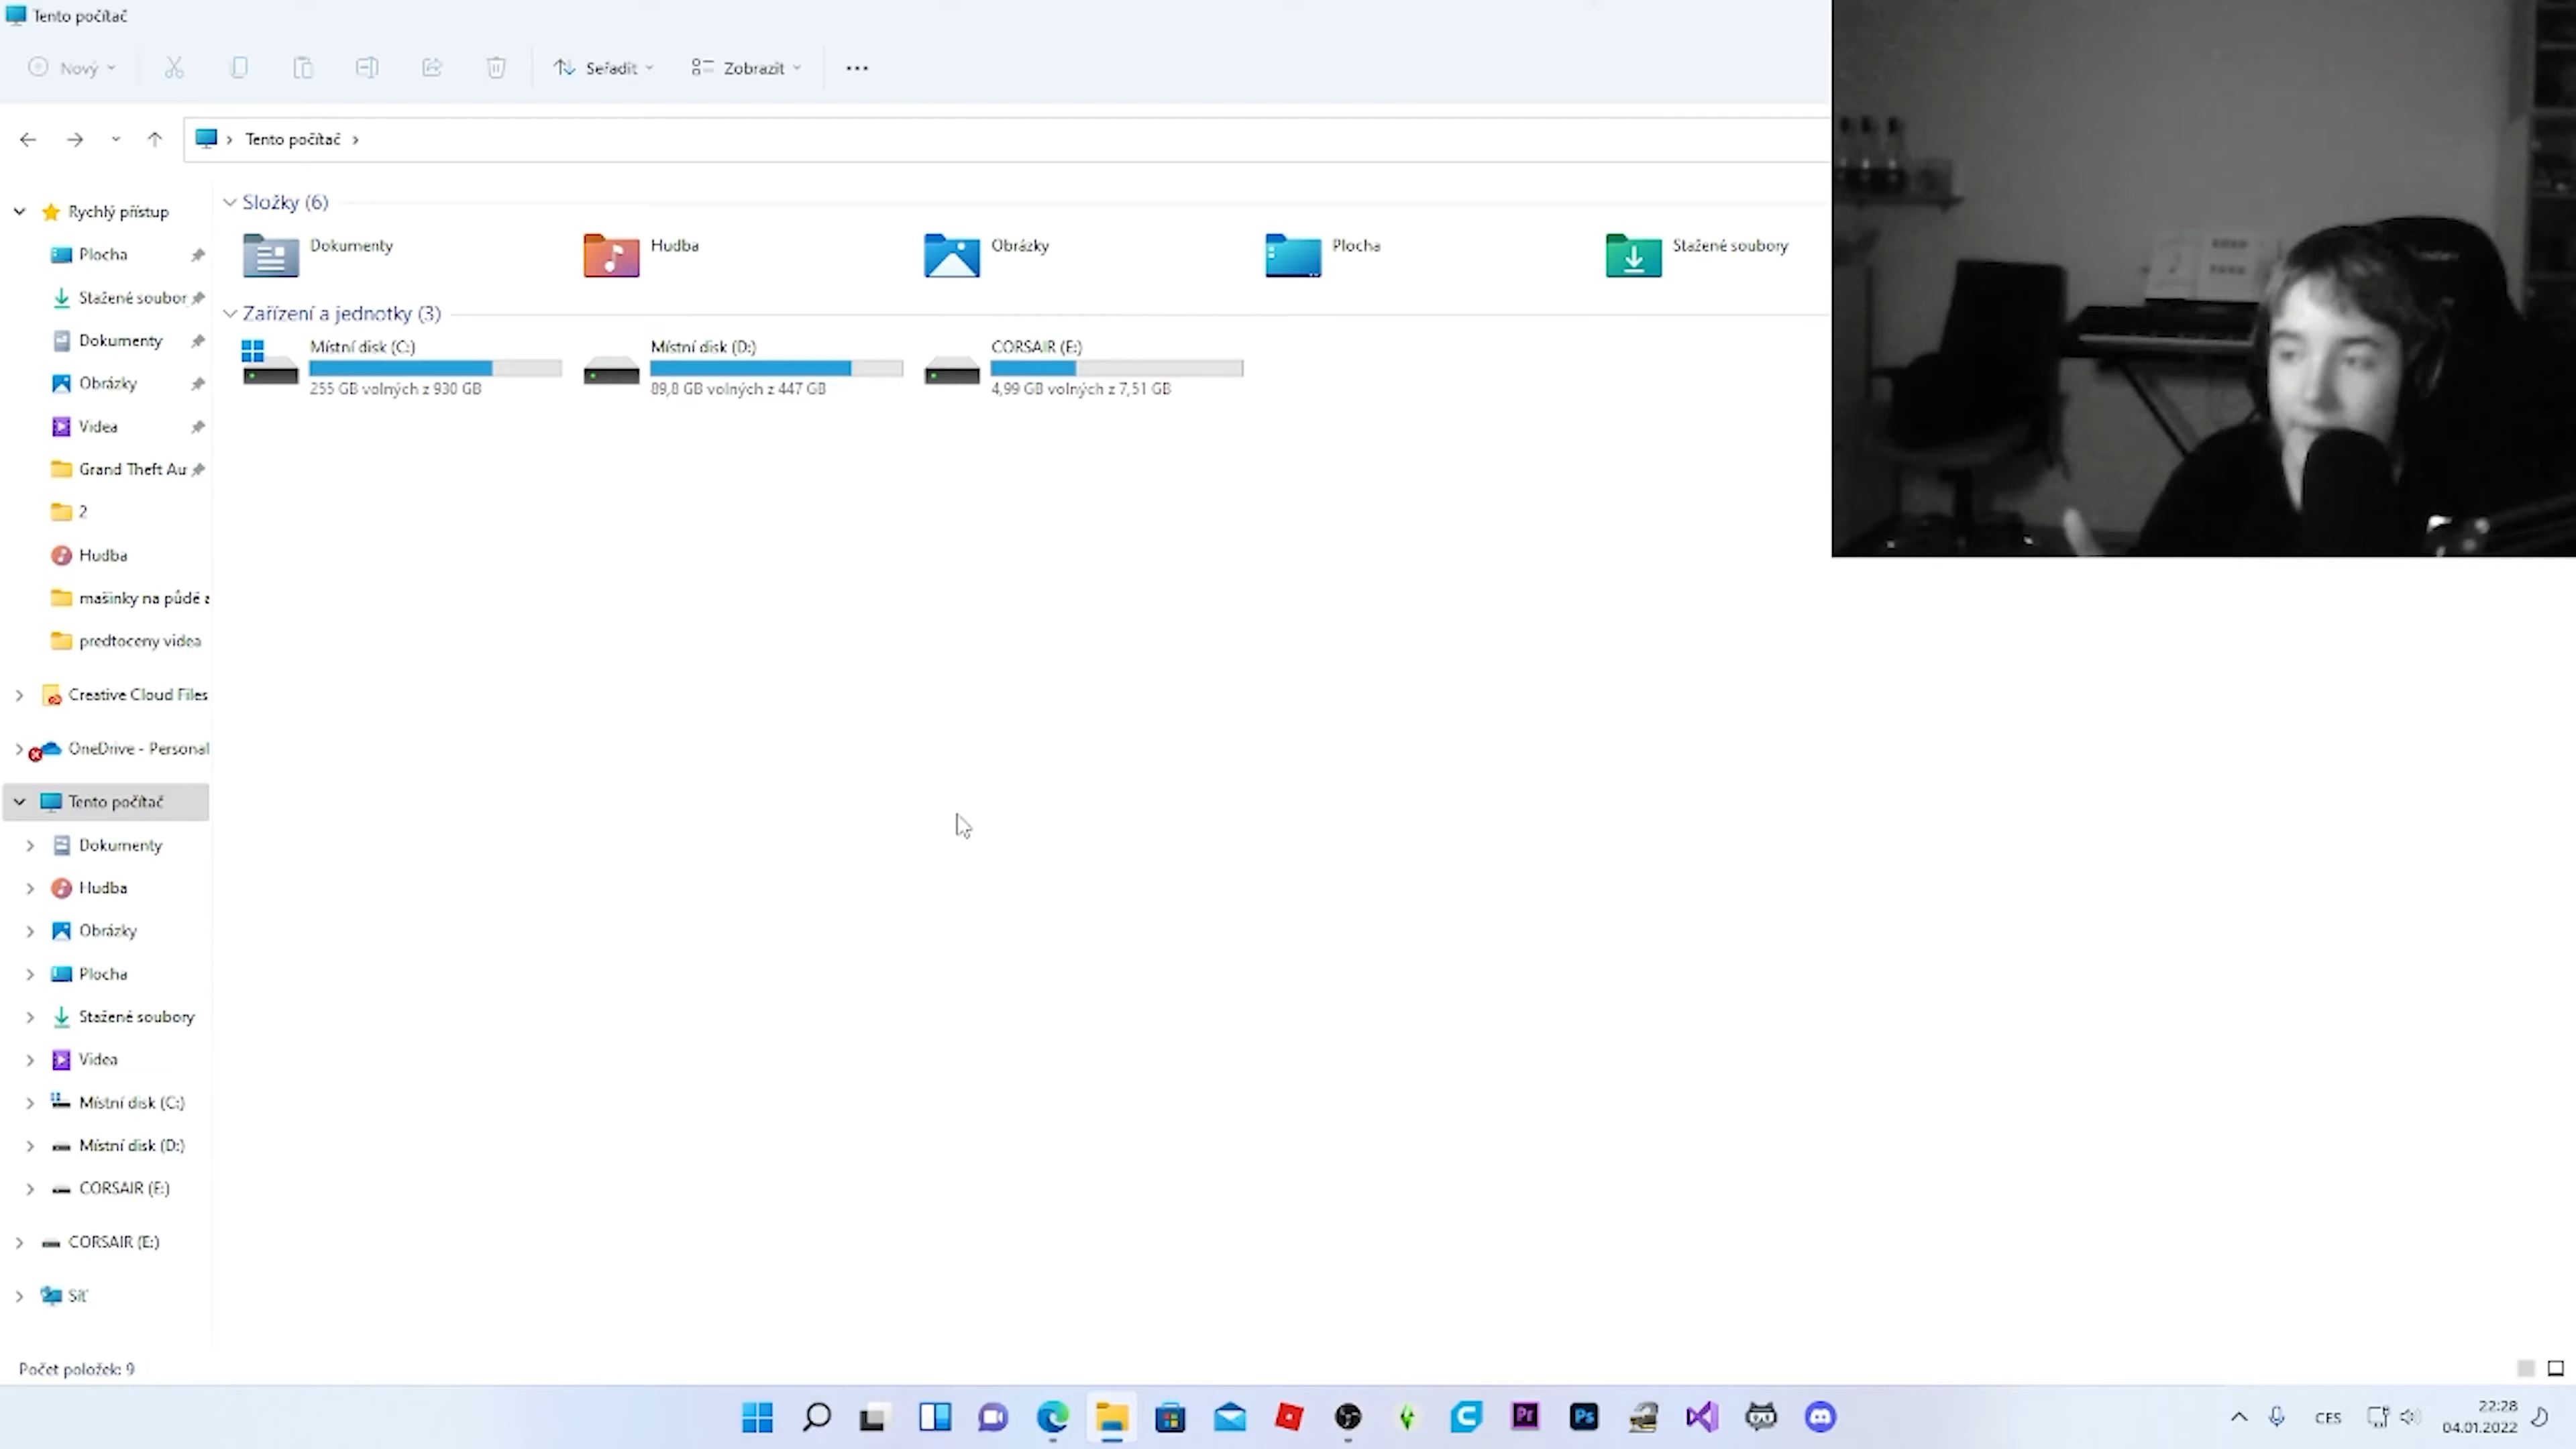 Tento počítač
Nový
Seřadit
Zobrazit
Tento počítač
Rychlý přístup
Plocha
Stažené soubor
Dokumenty
Obrázky
Videa
Grand Theft Au
2
Hudba
mašinky na půdě a
predtoceny videa
Creative Cloud Files
OneDrive - Personal
Tento počítač
Dokumenty
Hudba
Obrázky
Plocha
Stažené soubory
Videa
Místní disk (C:)
Místní disk (D:)
CORSAIR (E:)
CORSAIR (E:)
Síť
Složky (6)
Dokumenty
Hudba
Obrázky
Plocha
Stažené soubory
Zařízení a jednotky (3)
Místní disk (C:)
255 GB volných z 930 GB
Místní disk (D:)
89,8 GB volných z 447 GB
CORSAIR (E:)
4,99 GB volných z 7,51 GB
Počet položek: 9
Pr
Ps
CES
22:28
04.01.2022